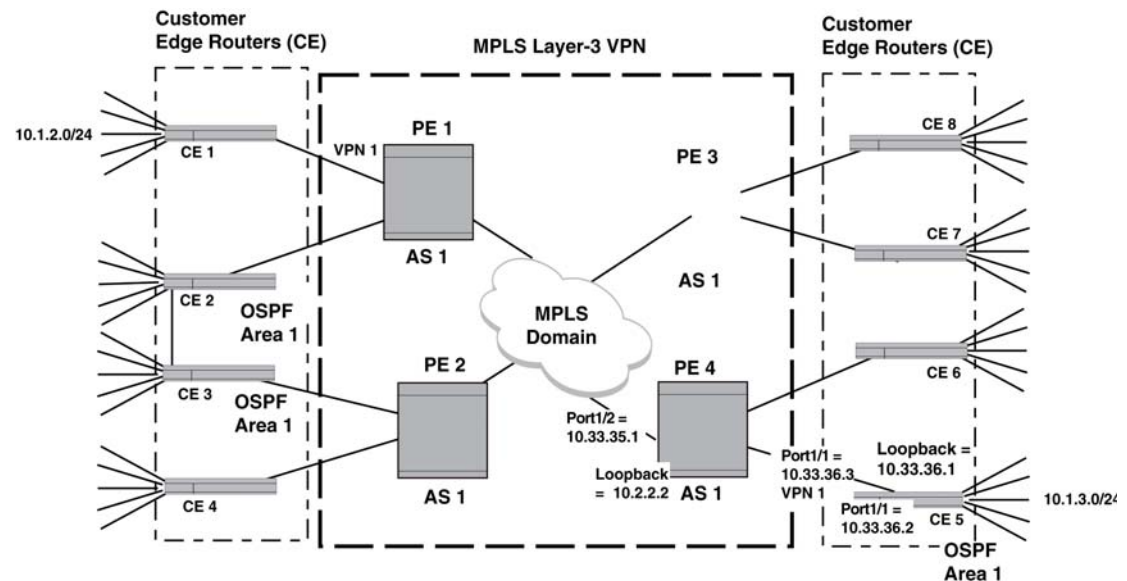 Customer
Edge Routers (CE)
MPLS Layer-3 VPN
Customer
Edge Routers (CE)
10.1.2.0/24
CE 1
VPN 1
PE 1
AS 1
PE 3
AS 1
CE 8
CE 7
CE 2
OSPF
Area 1
MPLS
Domain
CE 3
OSPF
Area 1
PE 2
AS 1
PE 4
AS 1
CE 6
CE 4
Port1/2 =
10.33.35.1
Loopback
= 10.2.2.2
Port1/1 =
10.33.36.3
VPN 1
Loopback =
10.33.36.1
Port1/1 =
10.33.36.2
CE 5
10.1.3.0/24
OSPF
Area 1